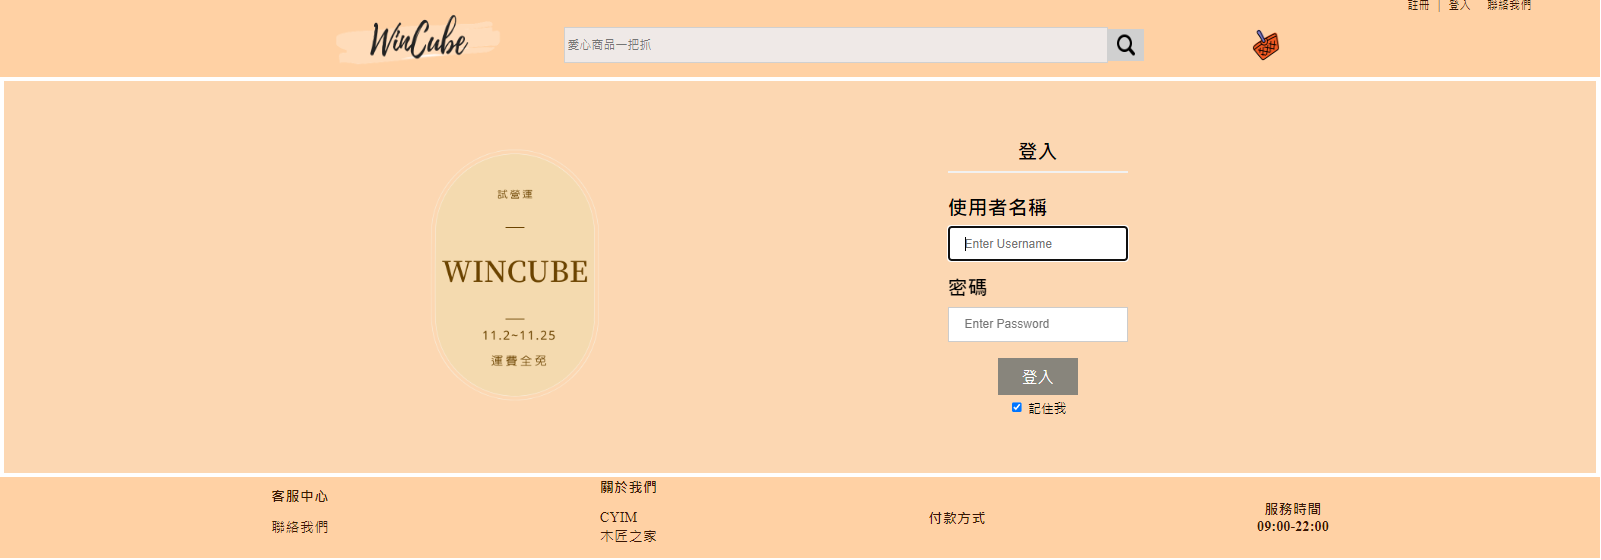 註冊 | 登入 聯絡我們
WinCube
愛心商品一把抓
試營運
WINCUBE
11.2~11.25
運費全免
登入
使用者名稱
Enter Username
密碼
Enter Password
登入
記住我
客服中心
聯絡我們
關於我們
CYIM
木匠之家
付款方式
服務時間
09:00-22:00